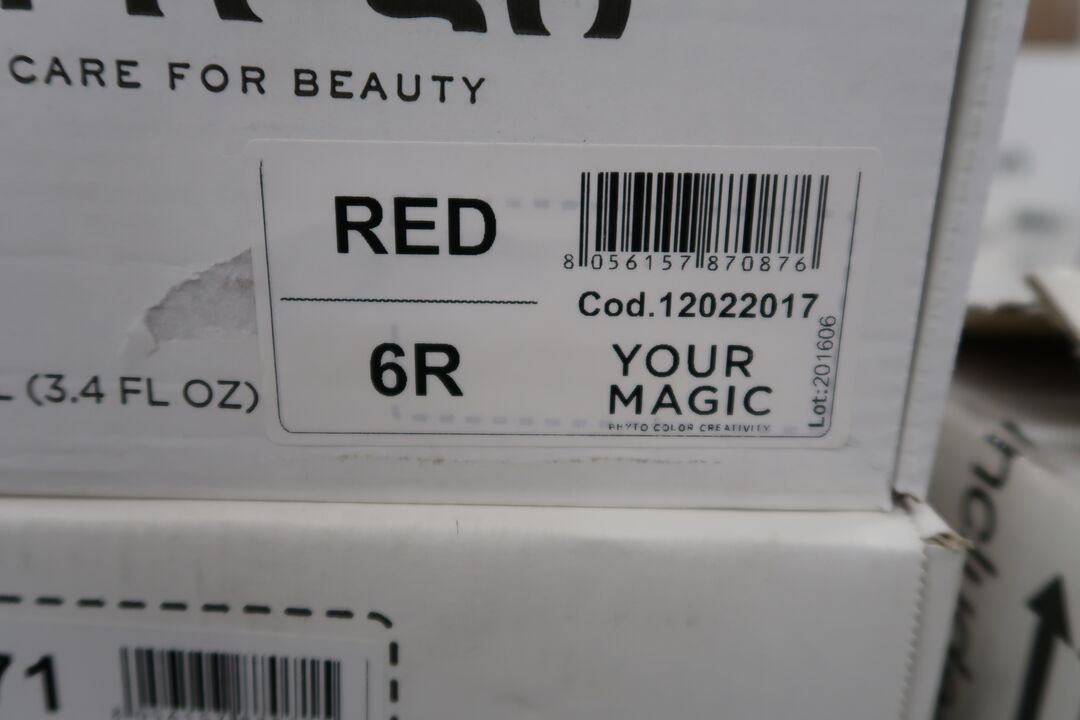 CARE FOR BEAUTY
RED
8 056157 870876
Cod.12022017
6R
YOUR
MAGIC
PHYTO COLOR CREATIVITY
Lot:201606
(3.4 FL OZ)
71